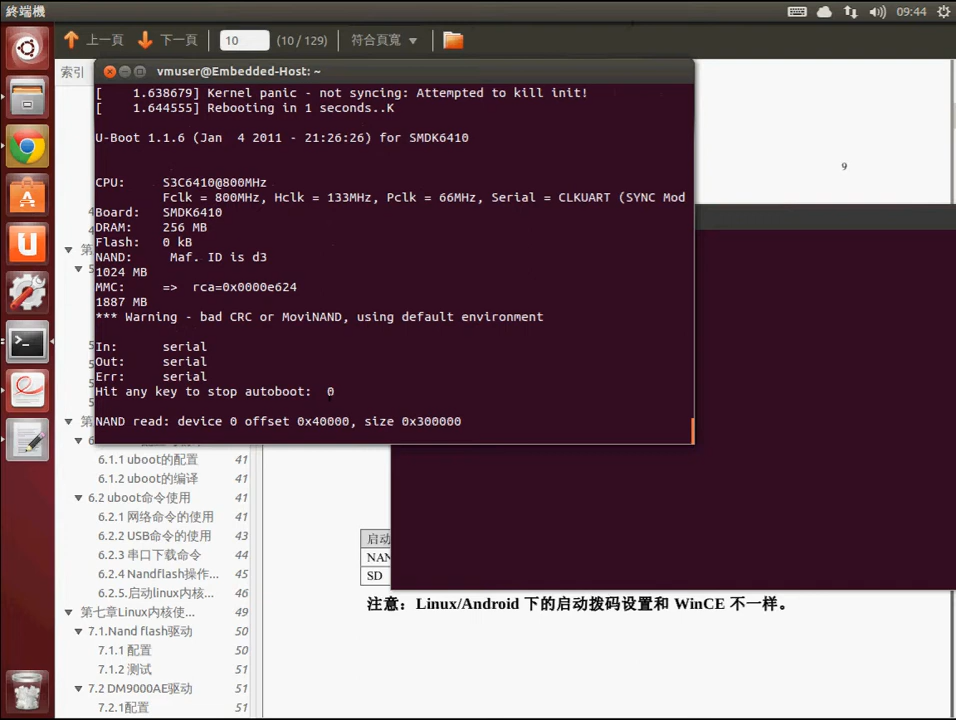 終端機
09:44
上一頁
下一頁
10
(10 / 129)
符合頁寬
索引
vmuser@Embedded-Host: ~
[    1.638679] Kernel panic - not syncing: Attempted to kill init!
[    1.644555] Rebooting in 1 seconds..K
U-Boot 1.1.6 (Jan  4 2011 - 21:26:26) for SMDK6410
CPU:     S3C6410@800MHz
Fclk = 800MHz, Hclk = 133MHz, Pclk = 66MHz, Serial = CLKUART (SYNC Mod
Board:   SMDK6410
DRAM:    256 MB
Flash:   0 kB
NAND:     Maf. ID is d3
1024 MB
MMC:     =>  rca=0x0000e624
1887 MB
*** Warning - bad CRC or MoviNAND, using default environment
In:      serial
Out:     serial
Err:     serial
Hit any key to stop autoboot:  0
NAND read: device 0 offset 0x40000, size 0x300000
9
第
5
第
6
6.1.1 uboot的配置 41
6.1.2 uboot的编译 41
6.2 uboot命令使用 41
6.2.1 网络命令的使用 41
6.2.2 USB命令的使用 43
6.2.3 串口下载命令 44
6.2.4 Nandflash操作... 45
6.2.5.启动linux内核... 46
第七章Linux内核使... 49
7.1.Nand flash驱动 50
7.1.1 配置 50
7.1.2 测试 51
7.2 DM9000AE驱动 51
7.2.1配置 51
启动
NAN
SD
注意：Linux/Android 下的启动拨码设置和 WinCE 不一样。